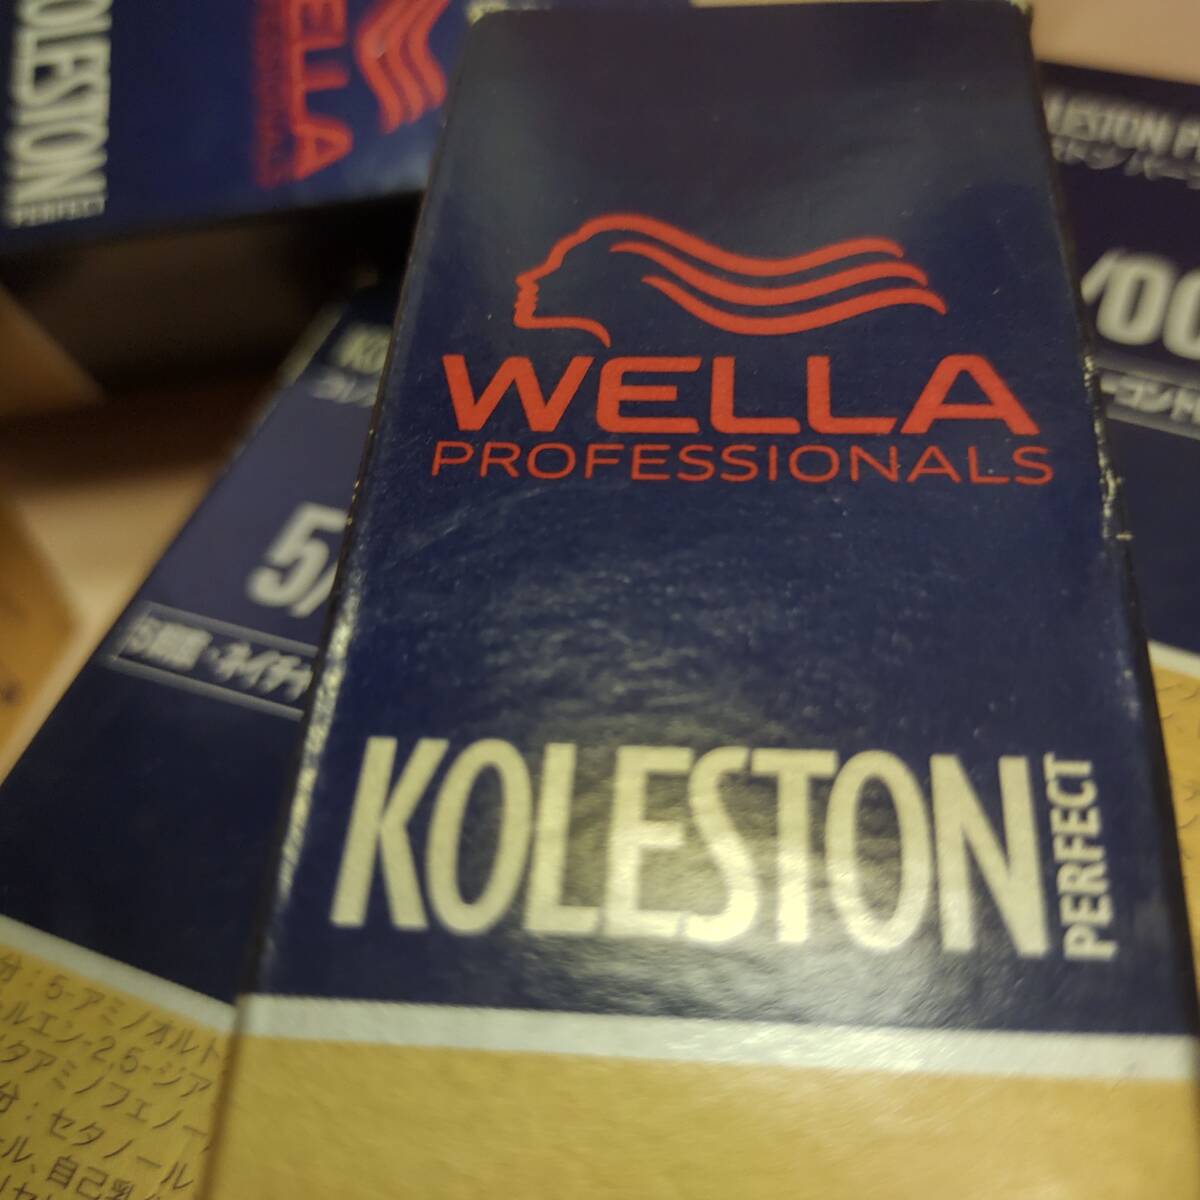 WELLA
PROFESSIONALS
KOLESTON
PERFECT
KOLESTON
PERFECT
WELLA
LESTON PE
/00
5/
分：5-アミノオルト
ルエン-2,5-ジア
タアミノフェノー
分：セタノール
ル、自己乳